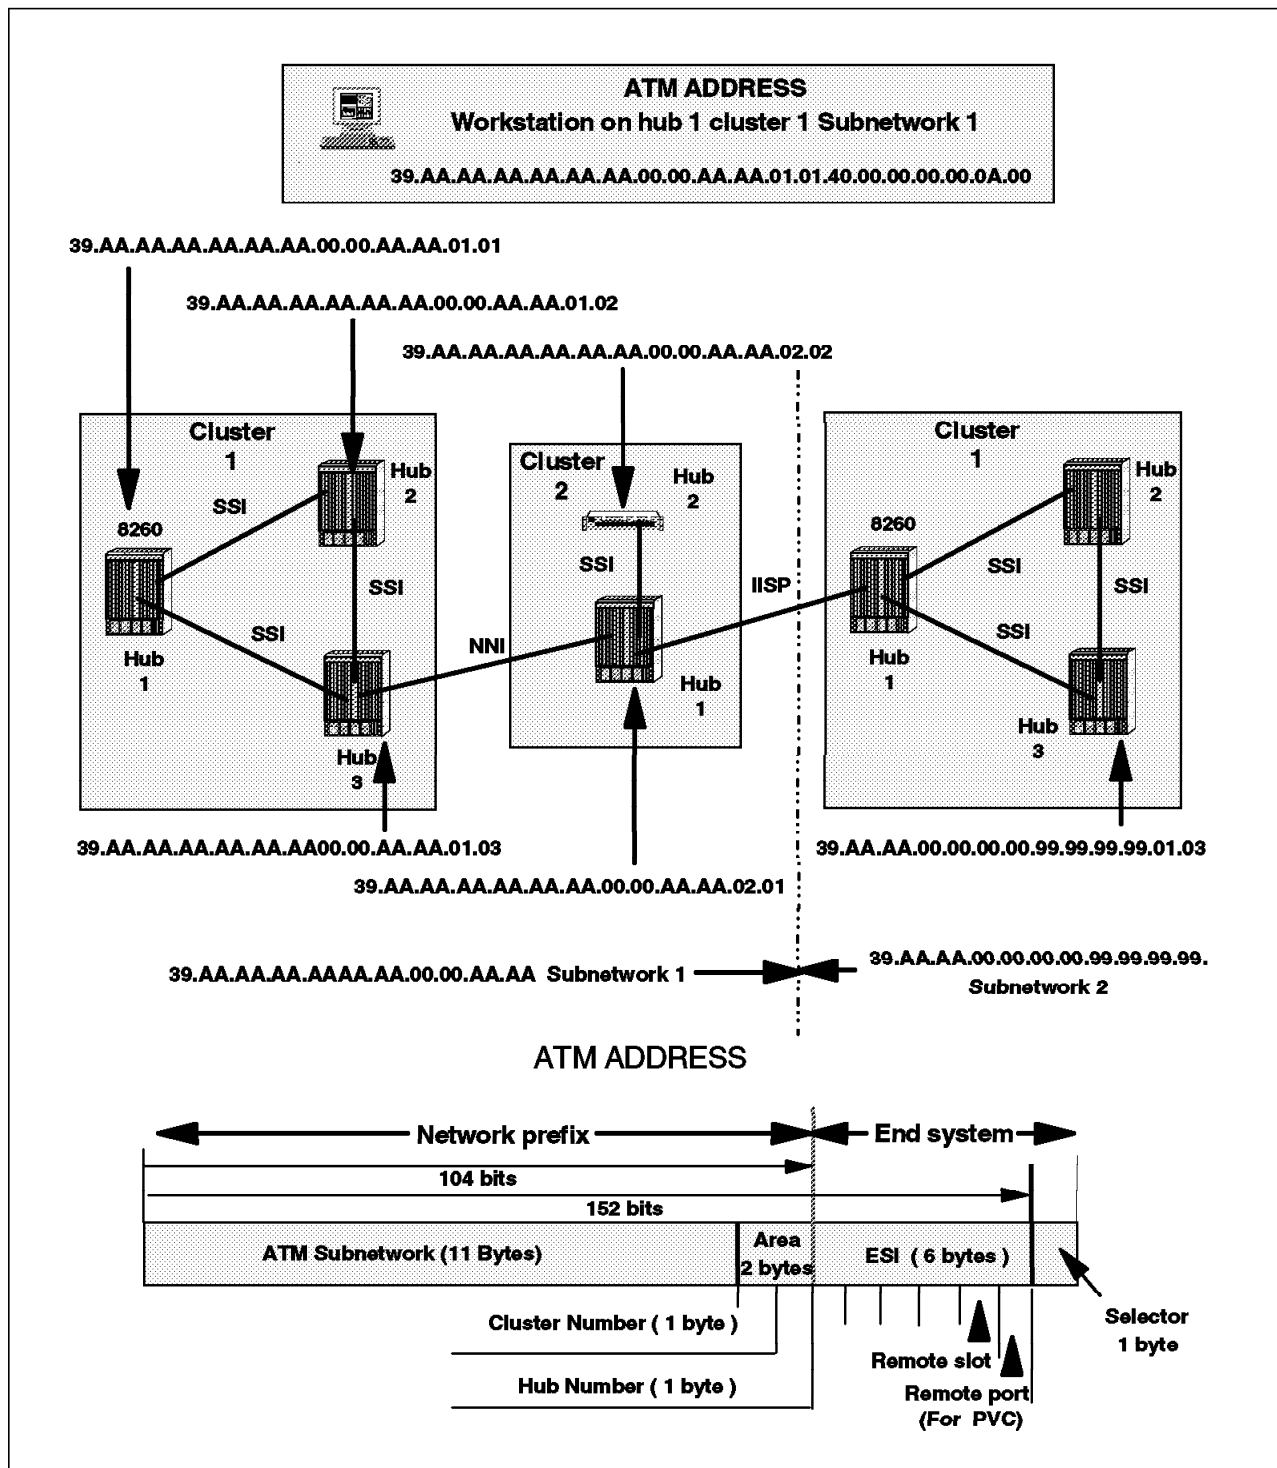 ATM ADDRESS
Workstation on hub 1 cluster 1 Subnetwork 1
39.AA.AA.AA.AA.AA.AA.00.00.AA.AA.01.01.40.00.00.00.00.0A.00
39.AA.AA.AA.AA.AA.AA.00.00.AA.AA.01.01
39.AA.AA.AA.AA.AA.AA.00.00.AA.AA.01.02
39.AA.AA.AA.AA.AA.AA.00.00.AA.AA.02.02
Cluster
1
Hub
2
SSI
8260
SSI
SSI
Hub
1
Hub
3
Cluster
2
Hub
2
SSI
NNI
Hub
1
IISP
Cluster
1
Hub
2
8260
SSI
SSI
SSI
Hub
1
Hub
3
39.AA.AA.AA.AA.AA.AA00.00.AA.AA.01.03
39.AA.AA.00.00.00.00.99.99.99.99.01.03
39.AA.AA.AA.AA.AA.AA.00.00.AA.AA.02.01
39.AA.AA.AA.AAAA.AA.00.00.AA.AA Subnetwork 1
39.AA.AA.00.00.00.00.99.99.99.99.
Subnetwork 2
ATM ADDRESS
Network prefix
End system
104 bits
152 bits
ATM Subnetwork (11 Bytes)
Area
2 bytes
ESI ( 6 bytes )
Cluster Number ( 1 byte )
Selector
1 byte
Remote slot
Hub Number ( 1 byte )
Remote port
(For PVC)